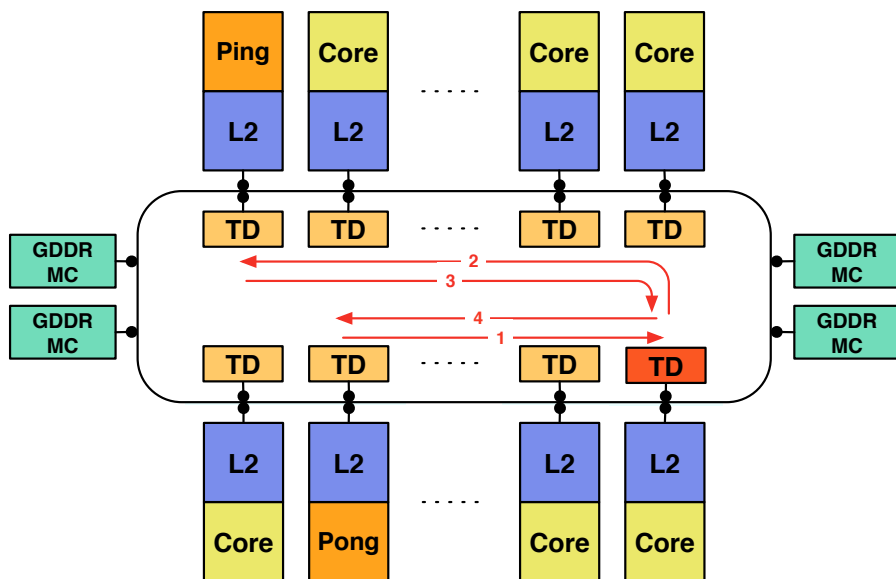 Ping Core Core Core
L2 L2 L2 L2
TD TD TD TD
GDDR
MC
GDDR
MC
2
3
GDDR
MC
GDDR
MC
4
1
TD TD TD TD
L2 L2 L2 L2
Core Pong Core Core